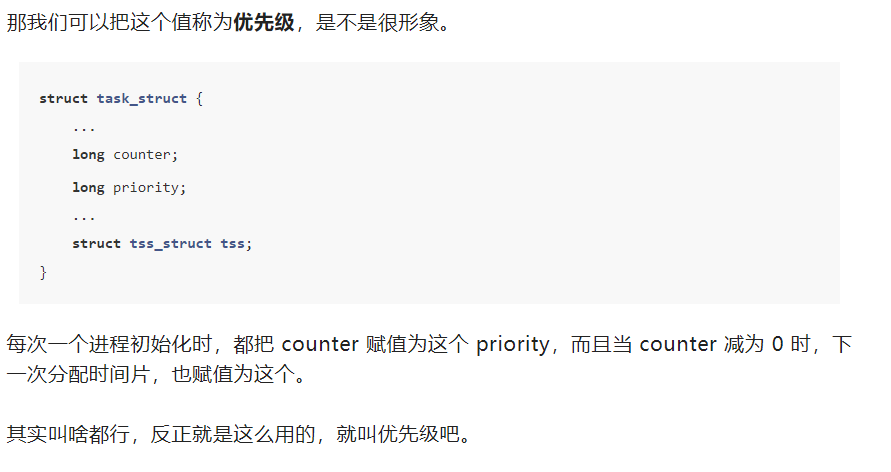 那我们可以把这个值称为优先级，是不是很形象。
struct task_struct {
...
long counter;
long priority;
...
struct tss_struct tss;
}
每次一个进程初始化时，都把 counter 赋值为这个 priority，而且当 counter 减为 0 时，下
一次分配时间片，也赋值为这个。
其实叫啥都行，反正就是这么用的，就叫优先级吧。